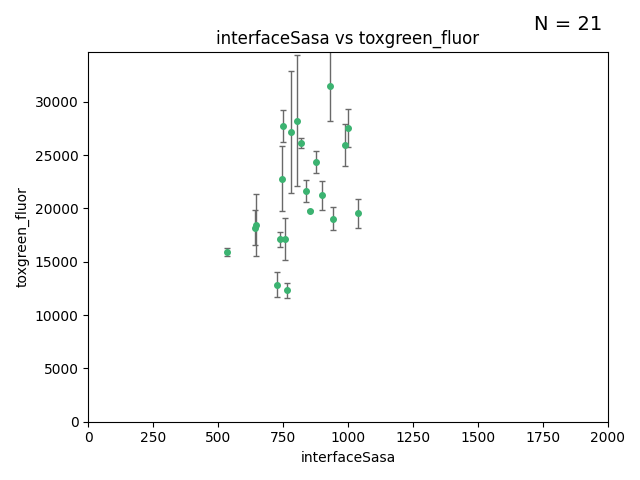 N = 21
interfaceSasa vs toxgreen_fluor
toxgreen_fluor
30000
25000
20000
15000
10000
5000
0
0 250 500 750 1000 1250 1500 1750 2000
interfaceSasa